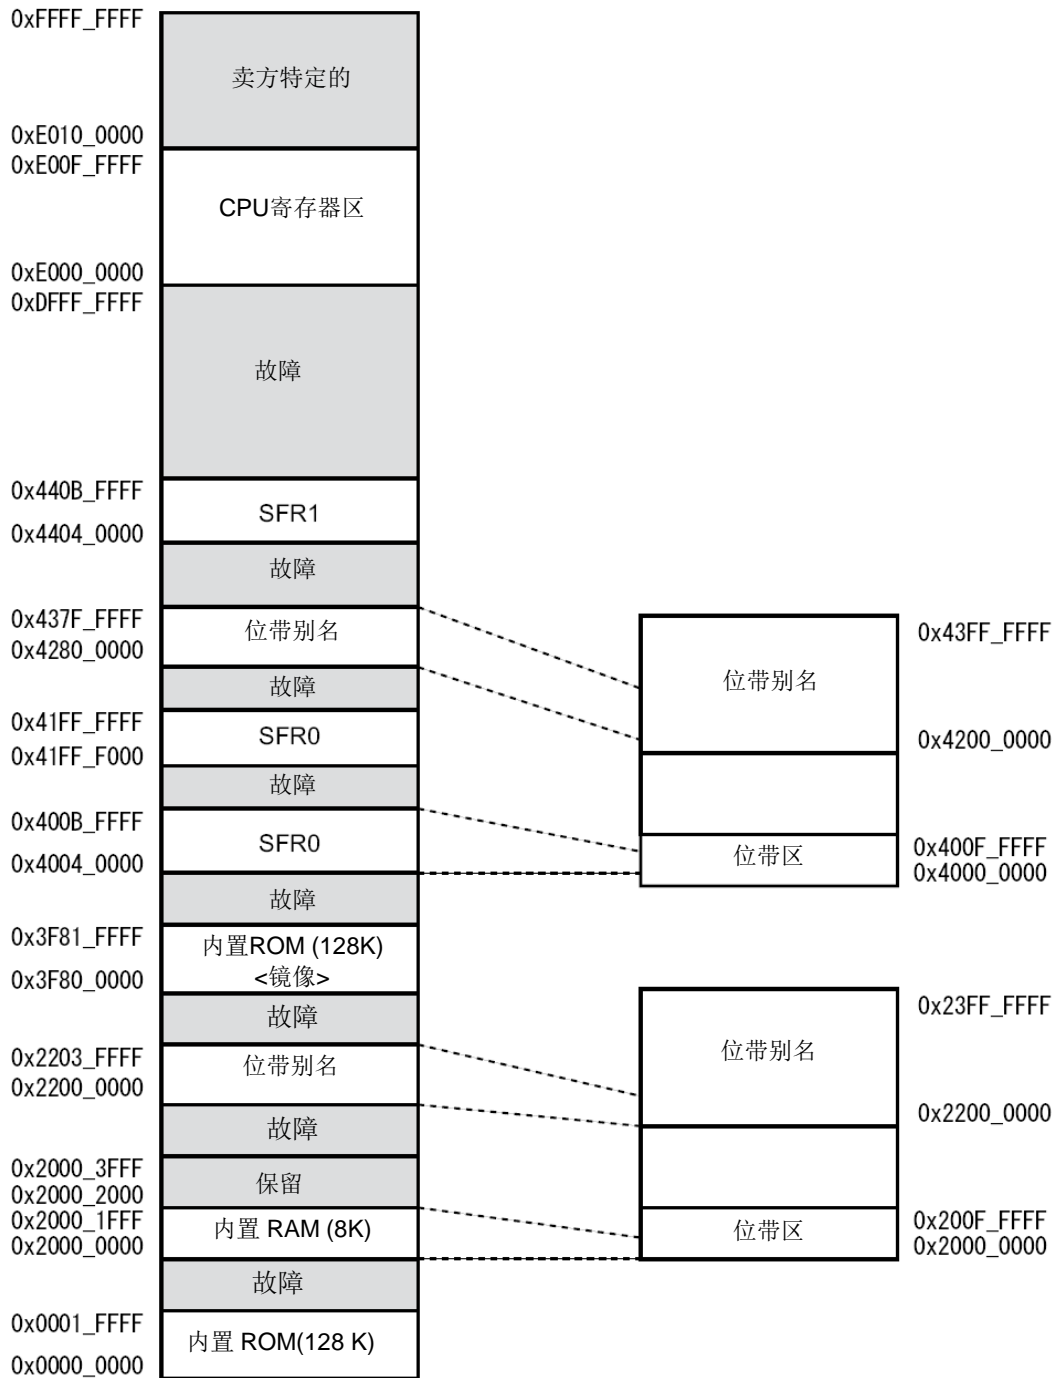 0xFFFF_FFFF
卖方特定的
0xE010_0000
0xE00F_FFFF
CPU寄存器区
0xE000_0000
0xDFFF_FFFF
故障
0x440B_FFFF
SFR1
0x4404_0000
故障
0x437F_FFFF
位带别名
0x4280_0000
故障
0x41FF_FFFF
SFR0
0x41FF_F000
故障
0x400B_FFFF
SFR0
0x4004_0000
故障
0x3F81_FFFF
内置ROM (128K)
<镜像>
0x3F80_0000
故障
0x2203_FFFF
位带别名
0x2200_0000
故障
0x2000_3FFF
保留
0x2000_2000
0x2000_1FFF
内置 RAM (8K)
0x2000_0000
故障
0x0001_FFFF
内置 ROM(128 K)
0x0000_0000
0x43FF_FFFF
位带别名
0x4200_0000
位带区
0x400F_FFFF
0x4000_0000
0x23FF_FFFF
位带别名
0x2200_0000
位带区
0x200F_FFFF
0x2000_0000